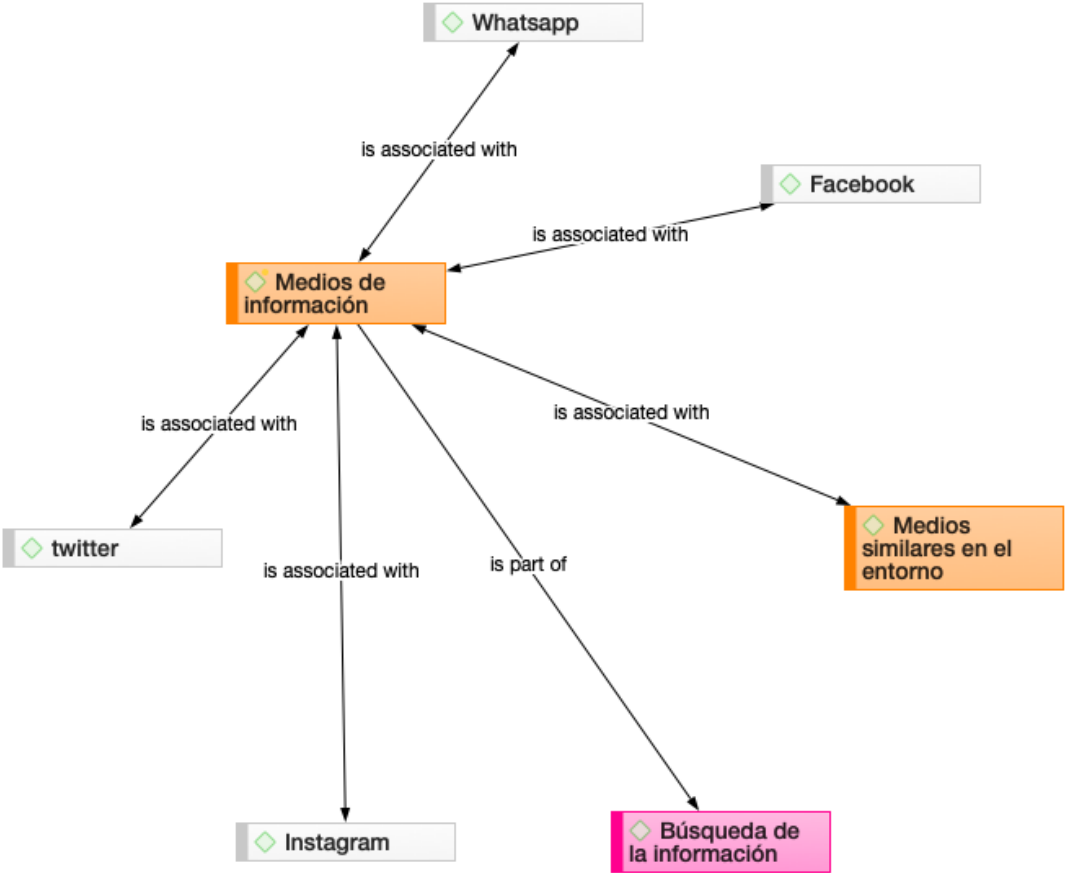 Whatsapp
is associated with
Facebook
is associated with
Medios de
información
is associated with
is associated with
Medios
similares en el
entorno
twitter
is associated with
is part of
Instagram
Búsqueda de
la información